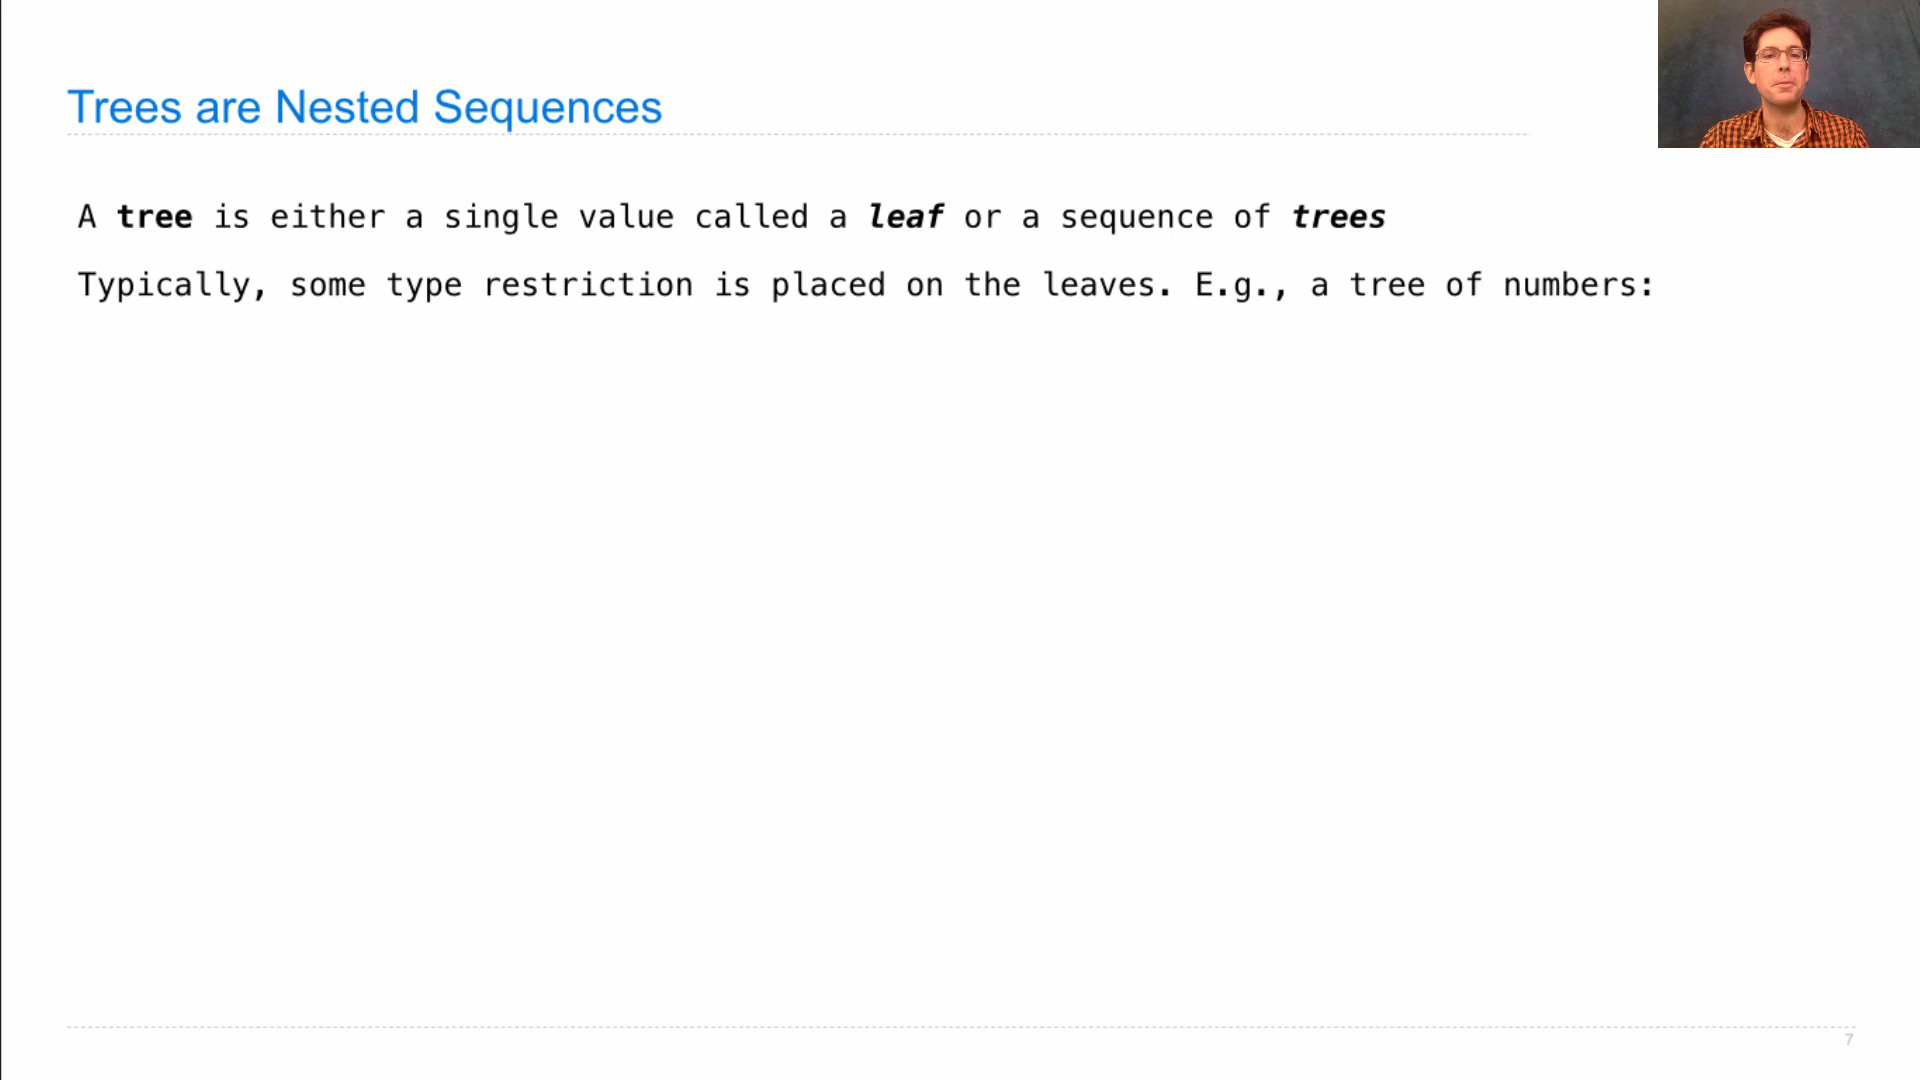 Trees are Nested Sequences
A tree is either a single value called a leaf or a sequence of trees
Typically, some type restriction is placed on the leaves. E.g., a tree of numbers:
7